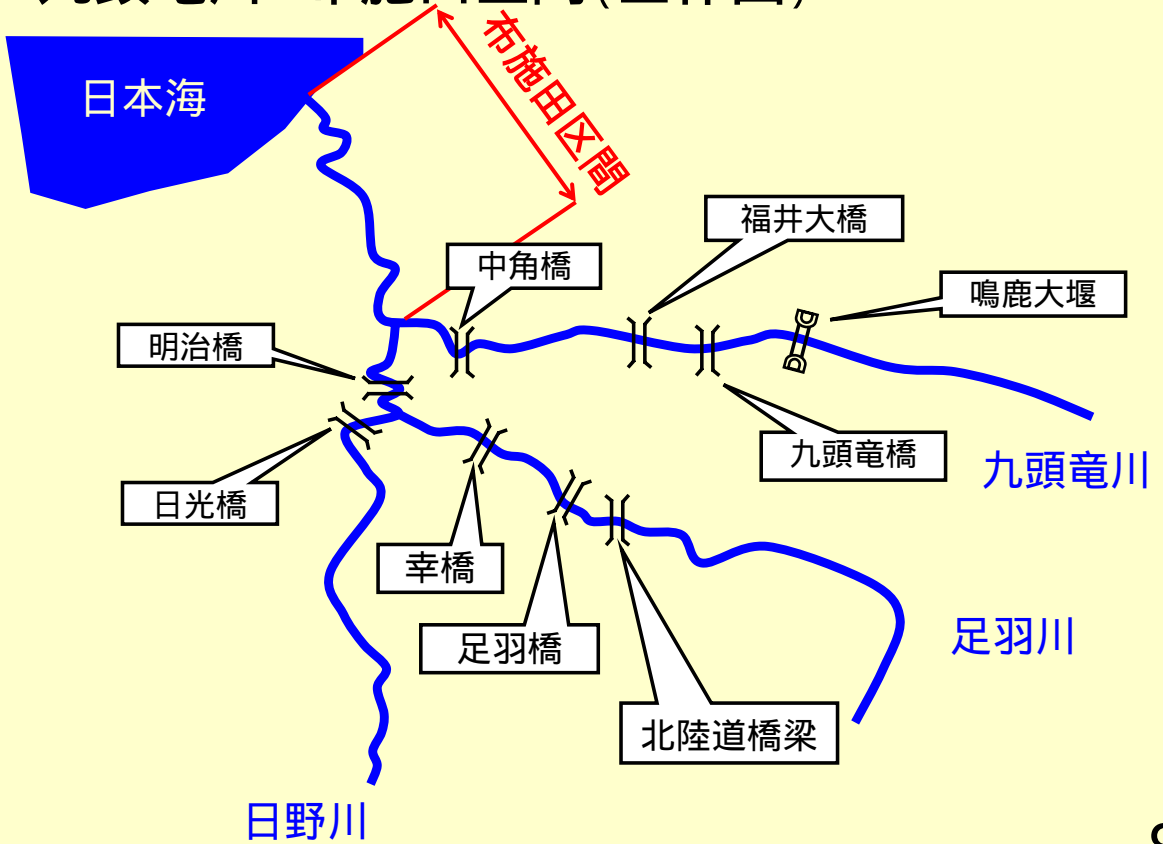 日本海
布施田区間
福井大橋
中角橋
鳴鹿大堰
明治橋
九頭竜橋
九頭竜川
日光橋
幸橋
足羽橋
足羽川
北陸道橋梁
日野川